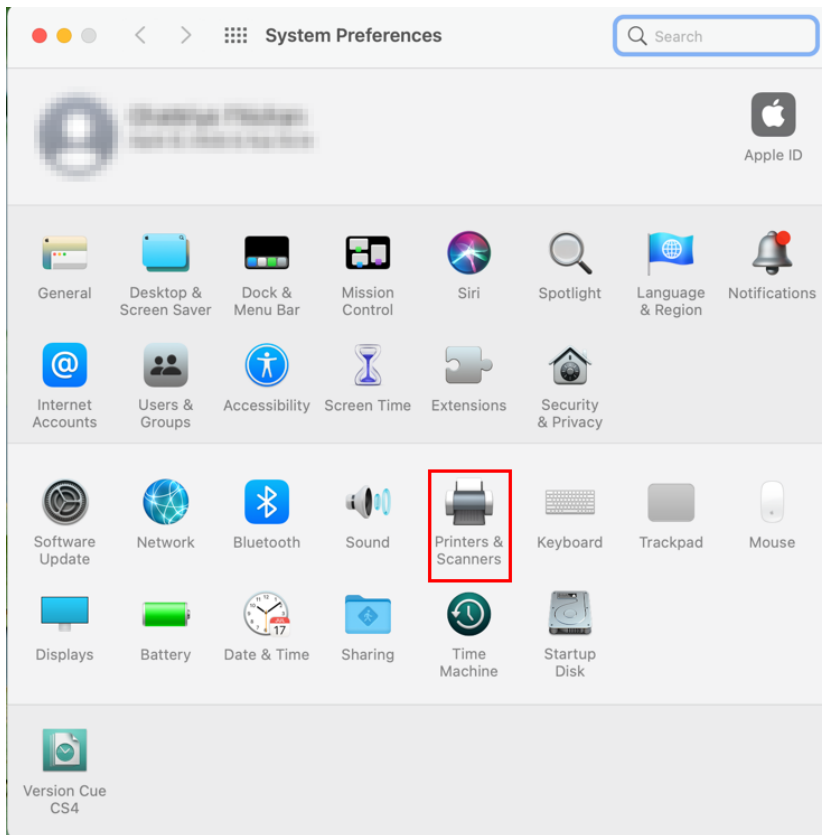 System Preferences
Search
Apple ID
General
Desktop &
Screen Saver
Dock &
Menu Bar
Mission
Control
Siri
Spotlight
Language
& Region
Notifications
Internet
Accounts
Users &
Groups
Accessibility
Screen Time
Extensions
Security
& Privacy
Software
Update
Network
Bluetooth
Sound
Printers &
Scanners
Keyboard
Trackpad
Mouse
Displays
Battery
Date & Time
Sharing
Time
Machine
Startup
Disk
Version Cue
CS4